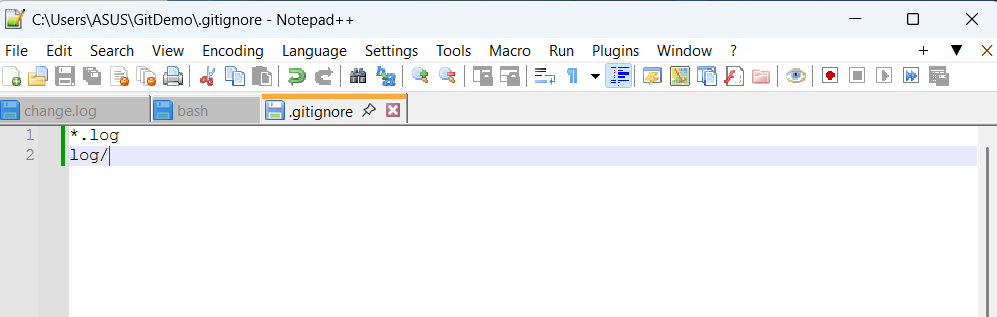 C:\Users\ASUS\GitDemo\.gitignore - Notepad++
File Edit Search View Encoding Language Settings Tools Macro Run Plugins Window ?
change.log bash .gitignore
1 *.log
2 log/